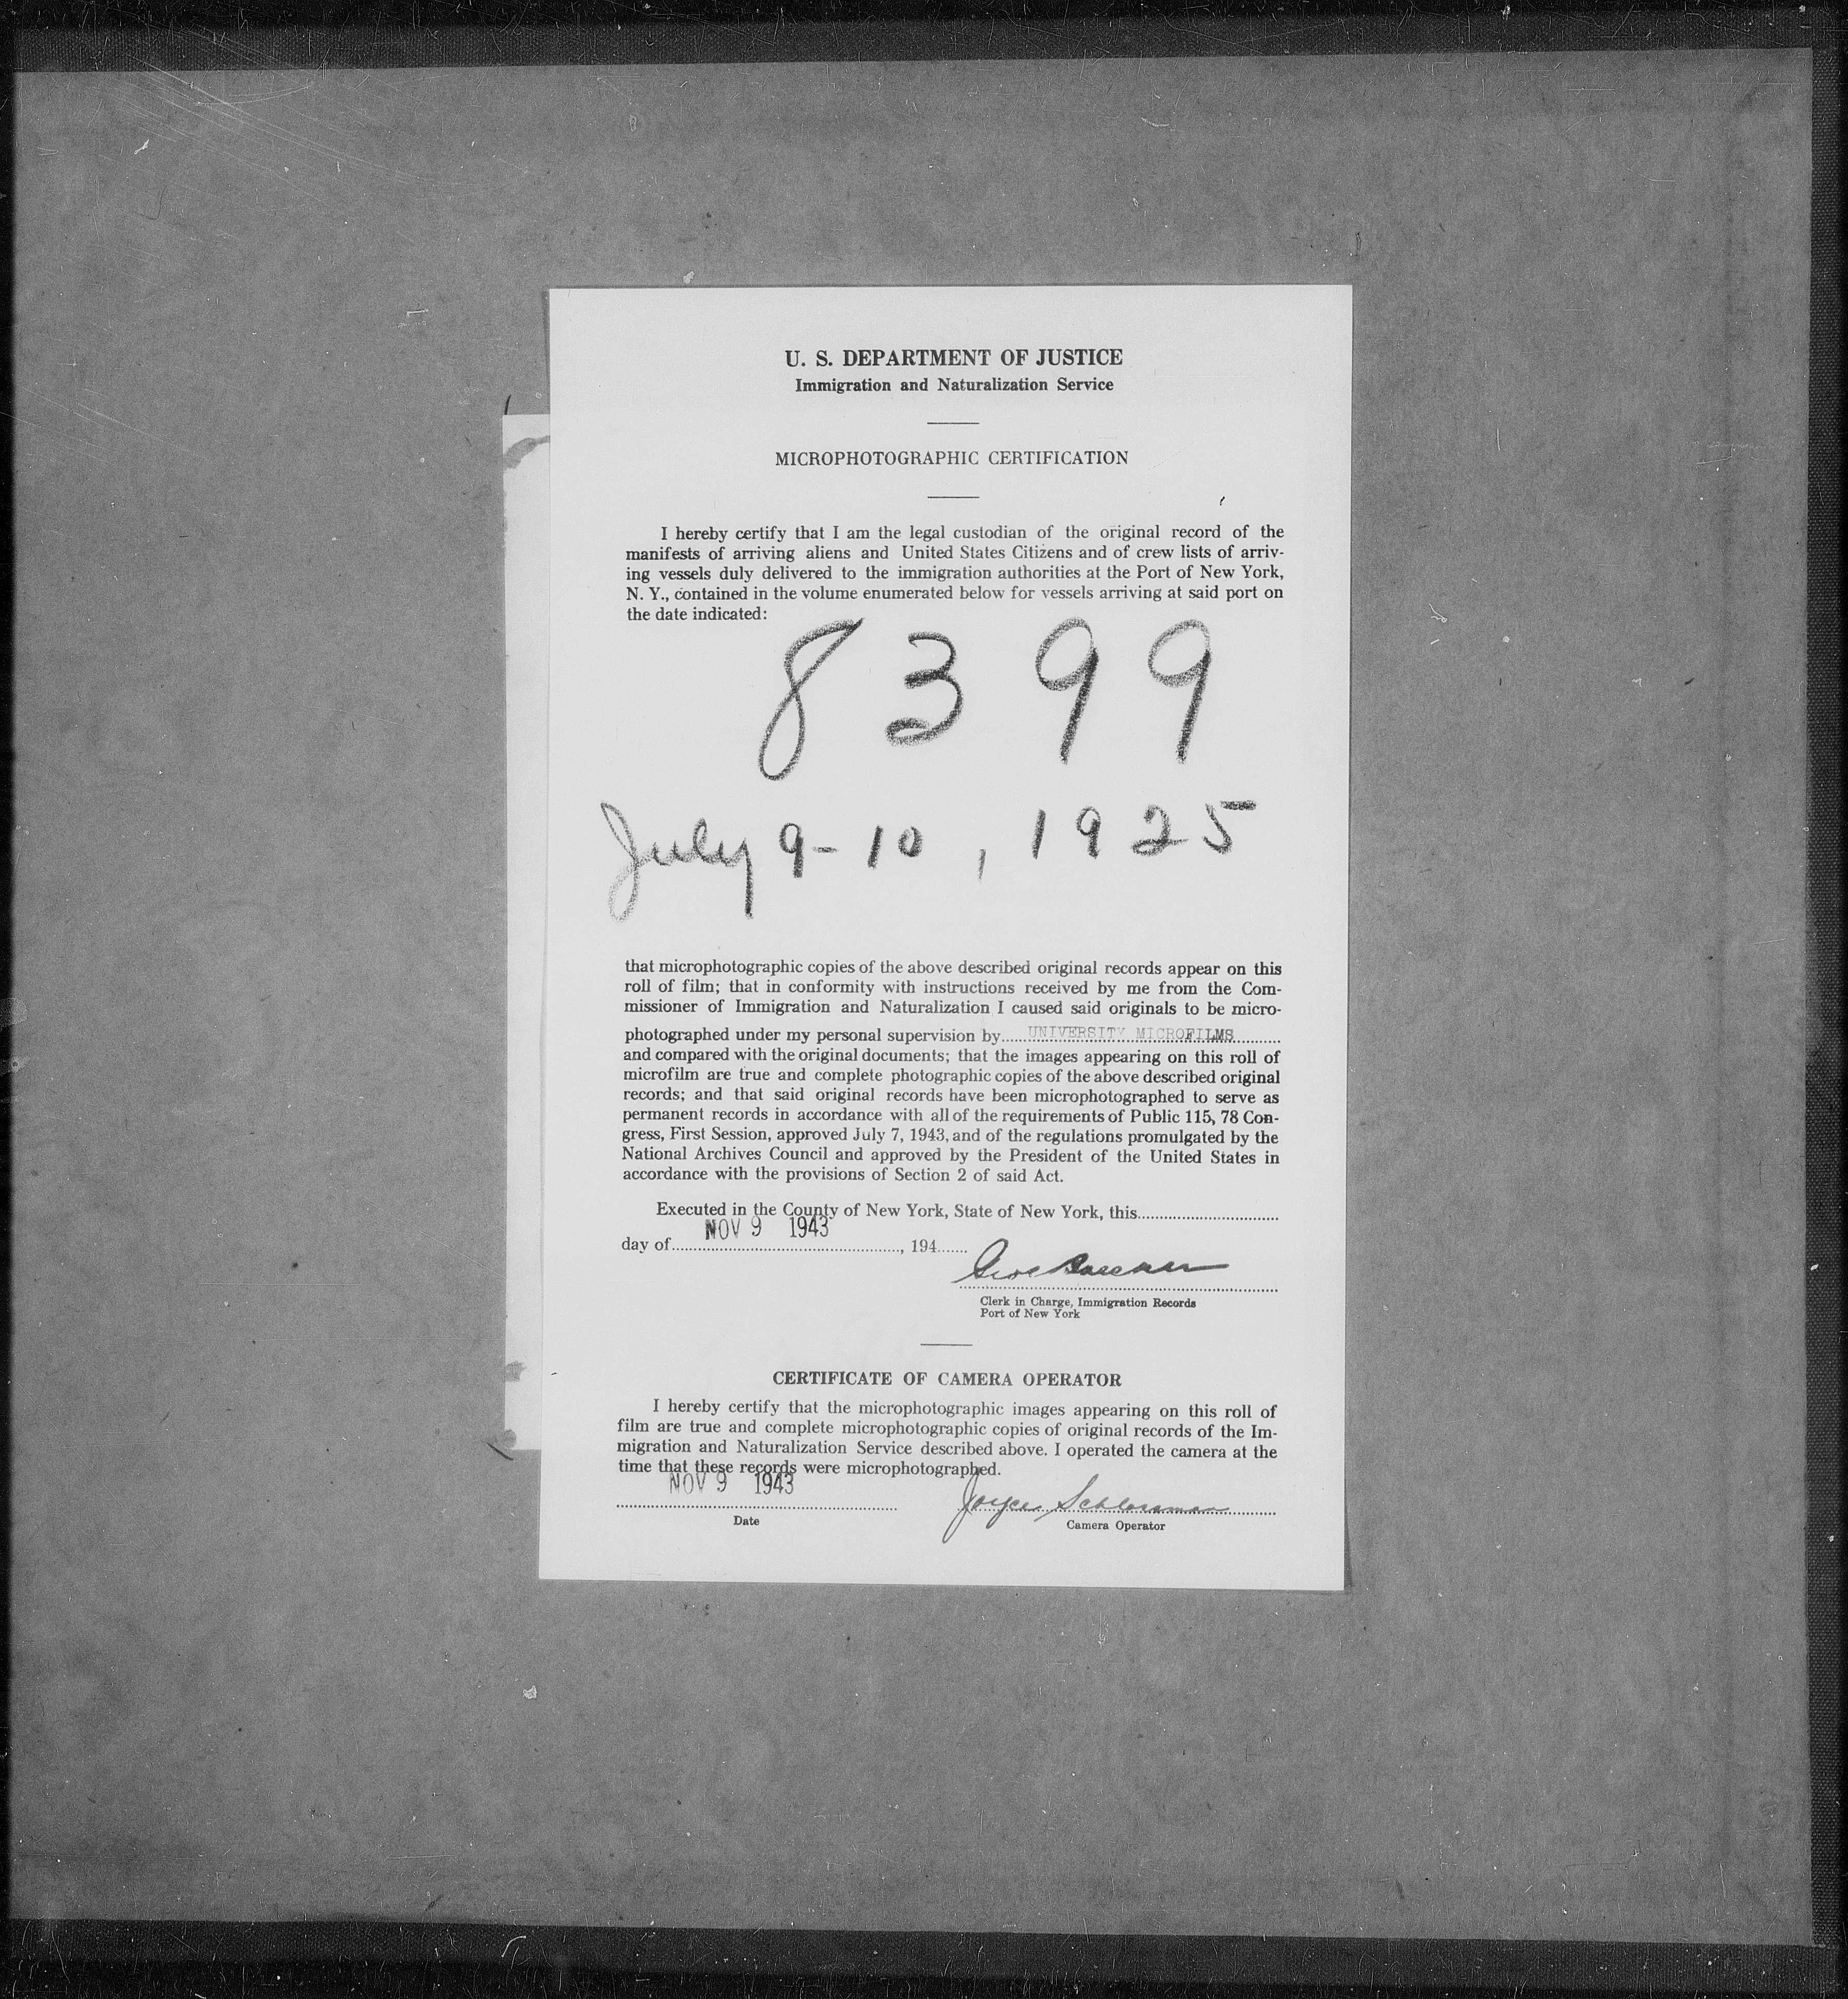 U. S. DEPARTMENT OF JUSTICE
Immigration and Naturalization Service
MICROPHOTOGRAPHIC CERTIFICATION
I hereby certify that I am the legal custodian of the original record of the
manifests of arriving aliens and United States Citizens and of crew lists of arriv-
ing vessels duly delivered to the immigration authorities at the Port of New York,
N. Y., contained in the volume enumerated below for vessels arriving at said port on
the date indicated:
8399
July 9-10, 1925
that microphotographic copies of the above described original records appear on this
roll of film; that in conformity with instructions received by me from the Com-
missioner of Immigration and Naturalization I caused said originals to be micro-
photographed under my personal supervision by UNIVERSITY MICROFILMS
and compared with the original documents; that the images appearing on this roll of
microfilm are true and complete photographic copies of the above described original
records; and that said original records have been microphotographed to serve as
permanent records in accordance with all of the requirements of Public 115, 78 Con-
gress, First Session, approved July 7, 1943, and of the regulations promulgated by the
National Archives Council and approved by the President of the United States in
accordance with the provisions of Section 2 of said Act.
Executed in the County of New York, State of New York, this
NOV 9 1943
day of , 194
Clerk in Charge, Immigration Records
Port of New York
CERTIFICATE OF CAMERA OPERATOR
I hereby certify that the microphotographic images appearing on this roll of
film are true and complete microphotographic copies of original records of the Im-
migration and Naturalization Service described above. I operated the camera at the
time that these records were microphotographed.
NOV 9 1943
Joyce Schlossman
Date
Camera Operator